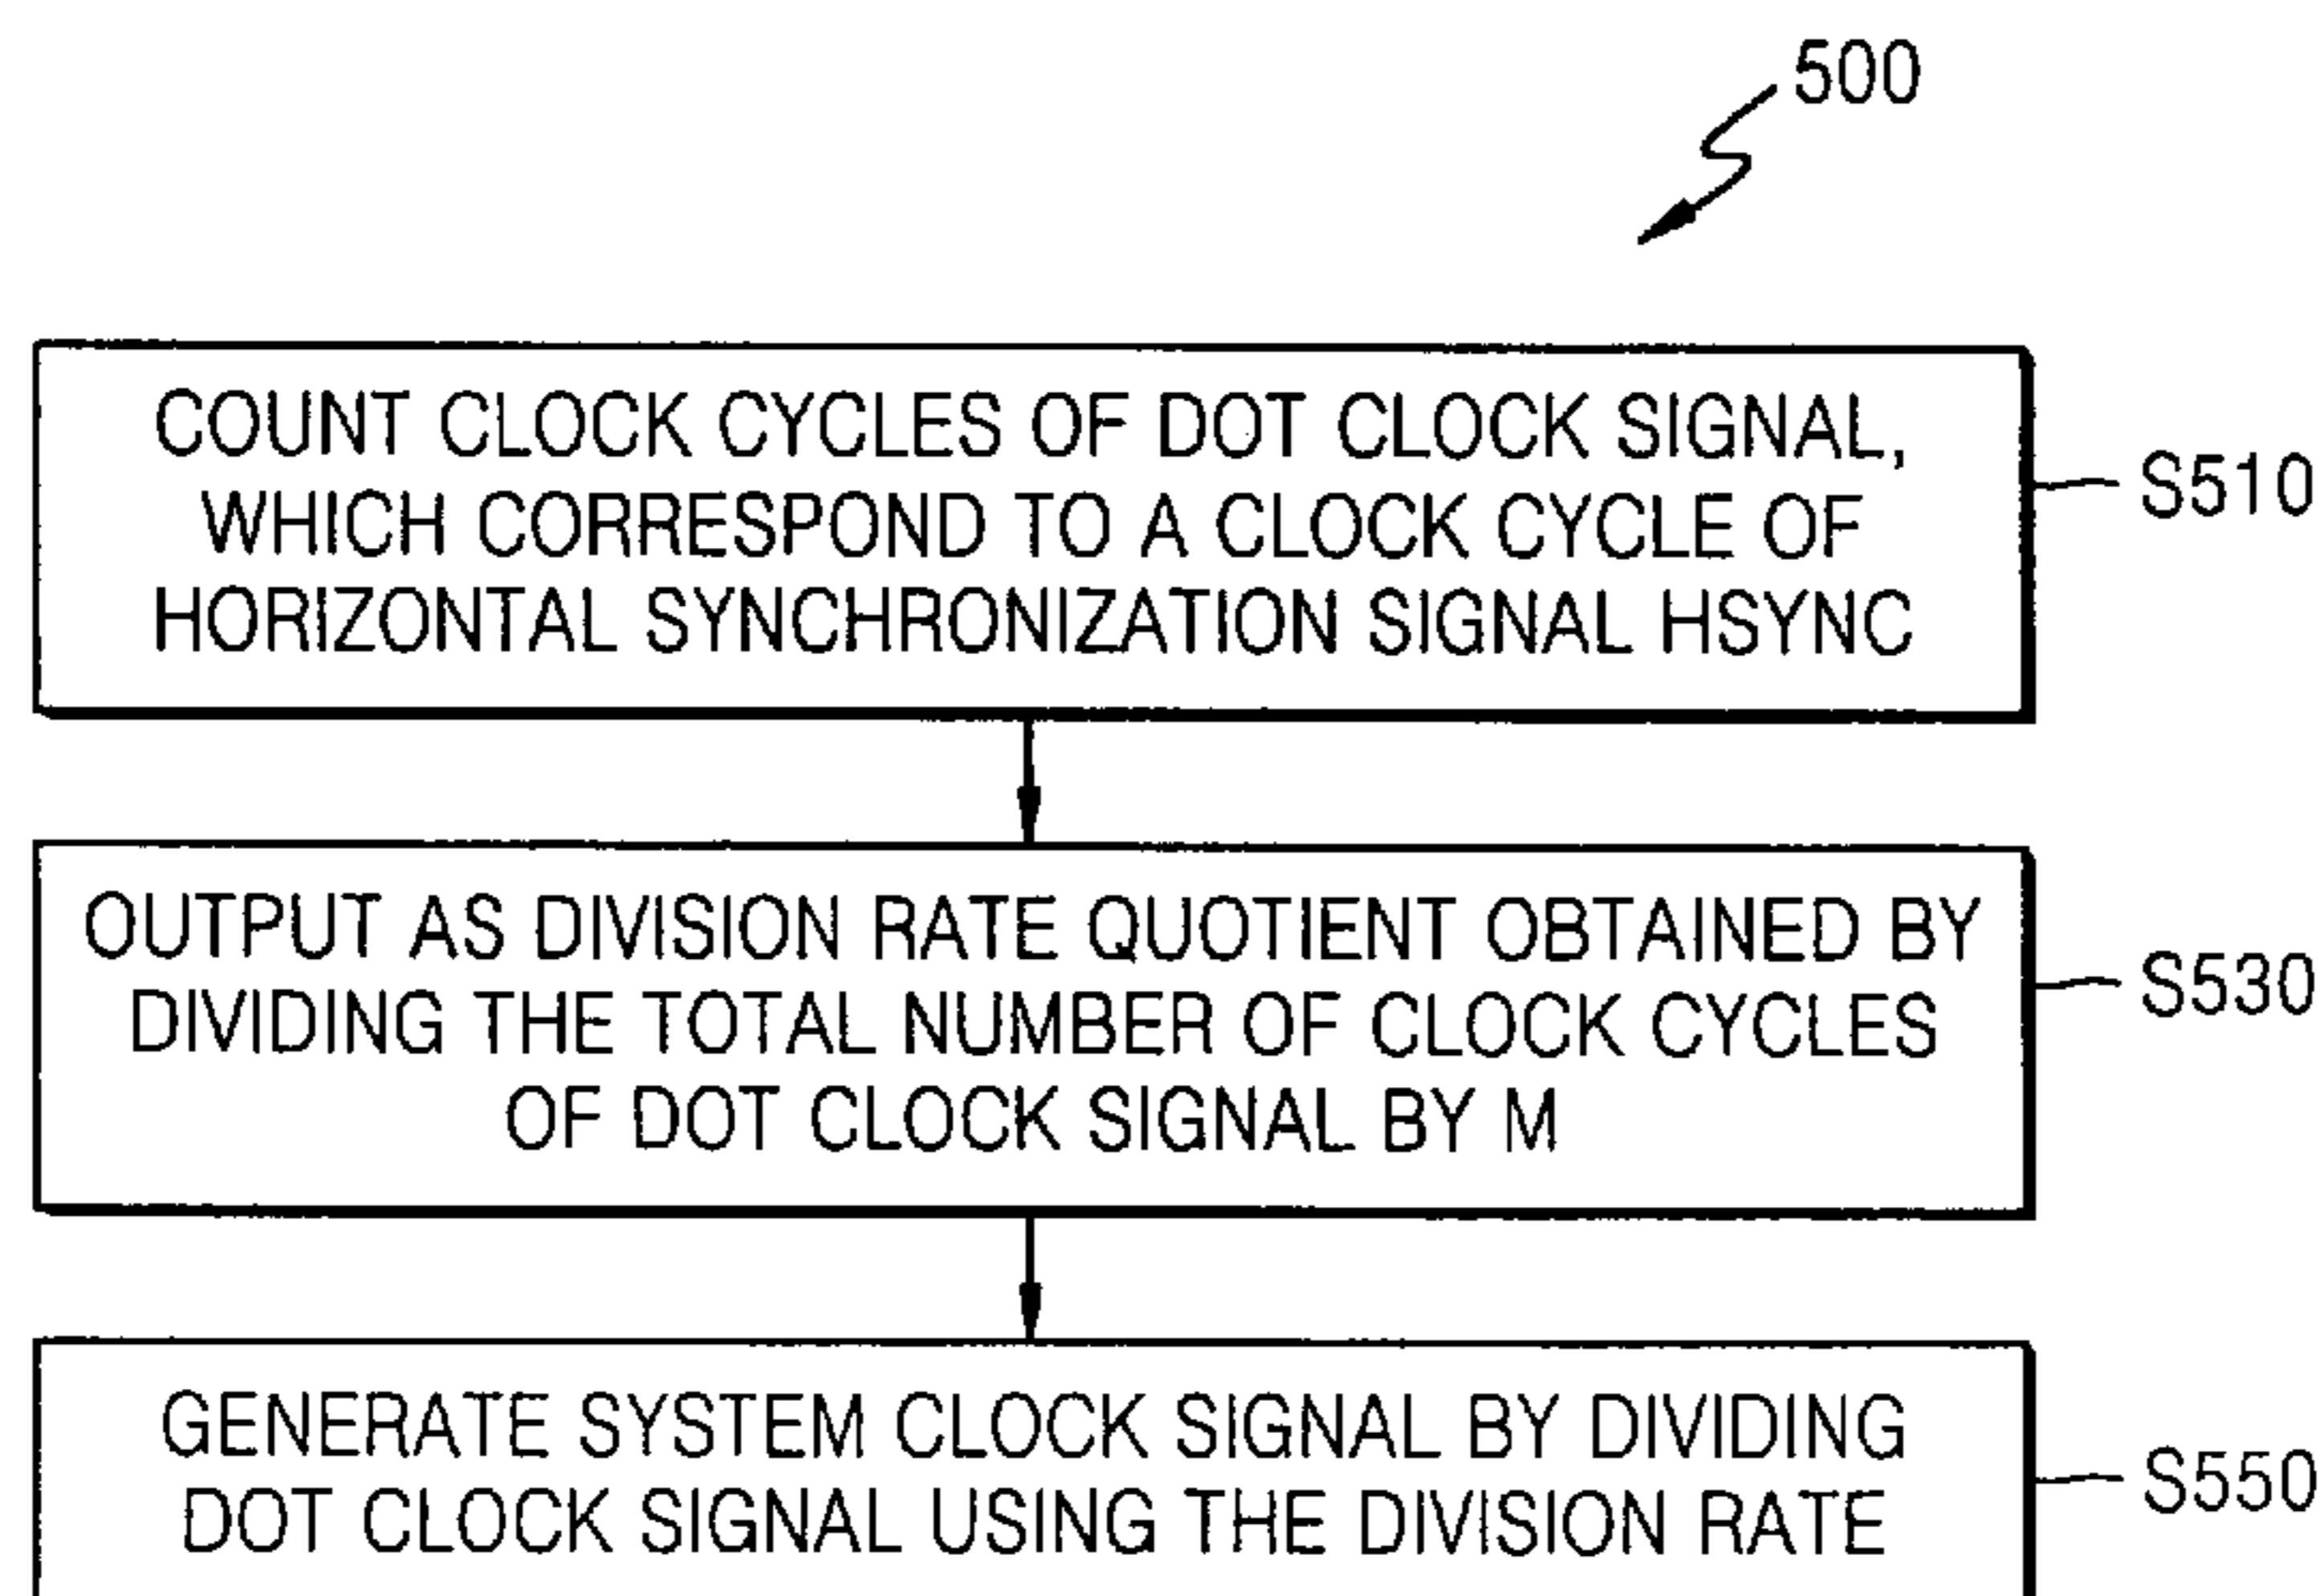 500
COUNT CLOCK CYCLES OF DOT CLOCK SIGNAL,
WHICH CORRESPOND TO A CLOCK CYCLE OF
HORIZONTAL SYNCHRONIZATION SIGNAL HSYNC
S510
OUTPUT AS DIVISION RATE QUOTIENT OBTAINED BY
DIVIDING THE TOTAL NUMBER OF CLOCK CYCLES
OF DOT CLOCK SIGNAL BY M
S530
GENERATE SYSTEM CLOCK SIGNAL BY DIVIDING
DOT CLOCK SIGNAL USING THE DIVISION RATE
S550